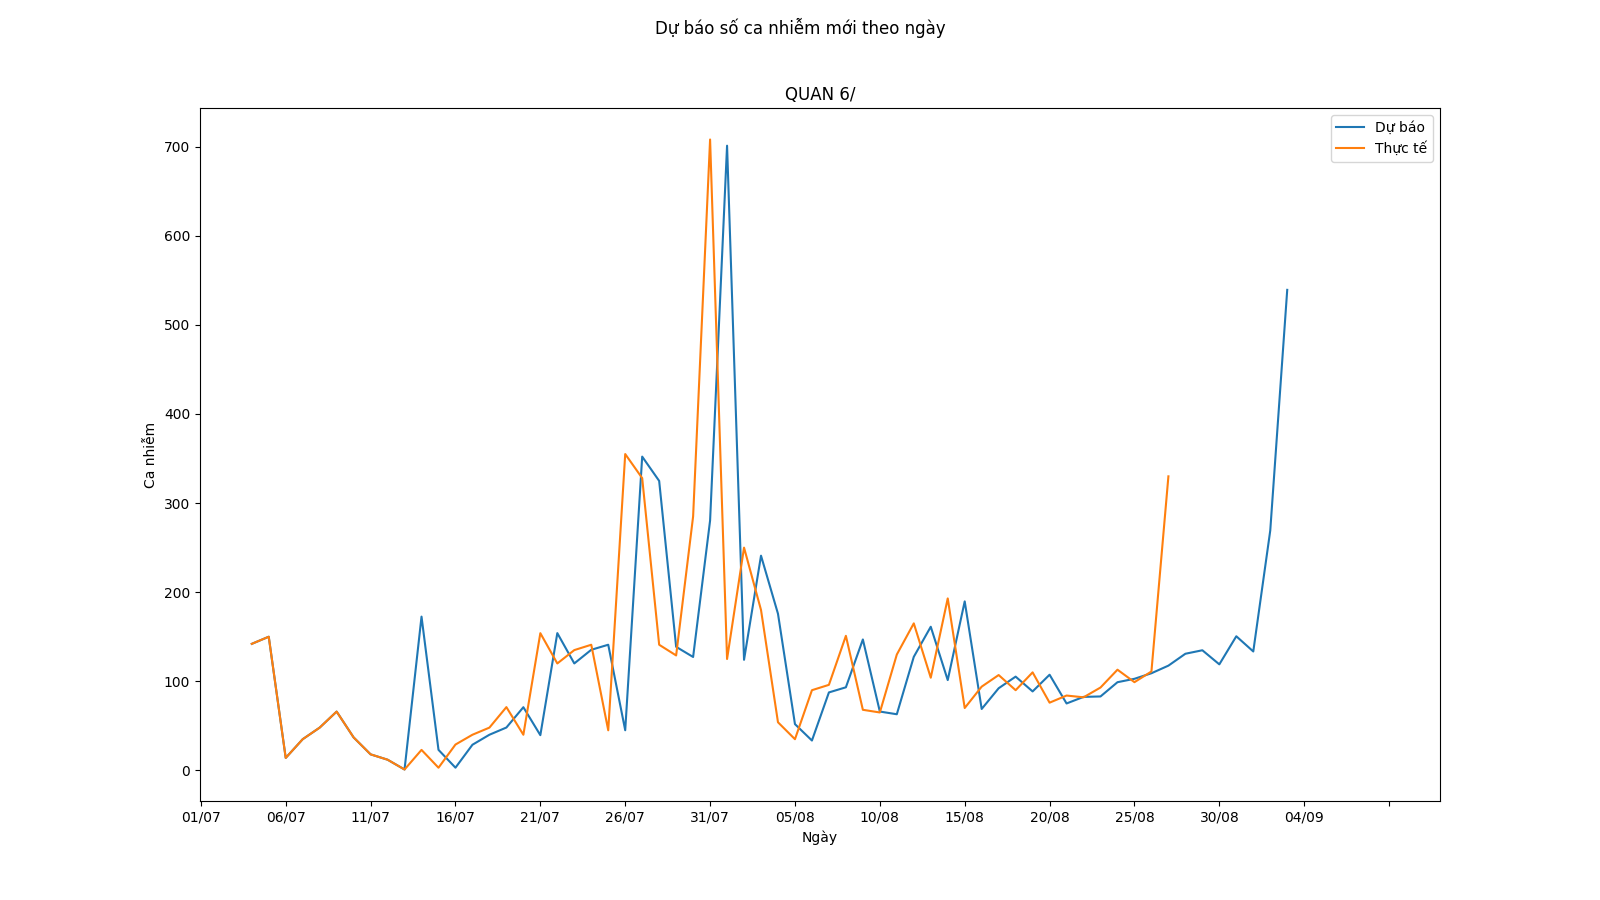 Dự báo số ca nhiễm mới theo ngày
QUAN 6/
Dự báo
Thực tế
700
600
500
400
300
200
100
0
Ca nhiễm
01/07 06/07 11/07 16/07 21/07 26/07 31/07 05/08 10/08 15/08 20/08 25/08 30/08 04/09
Ngày